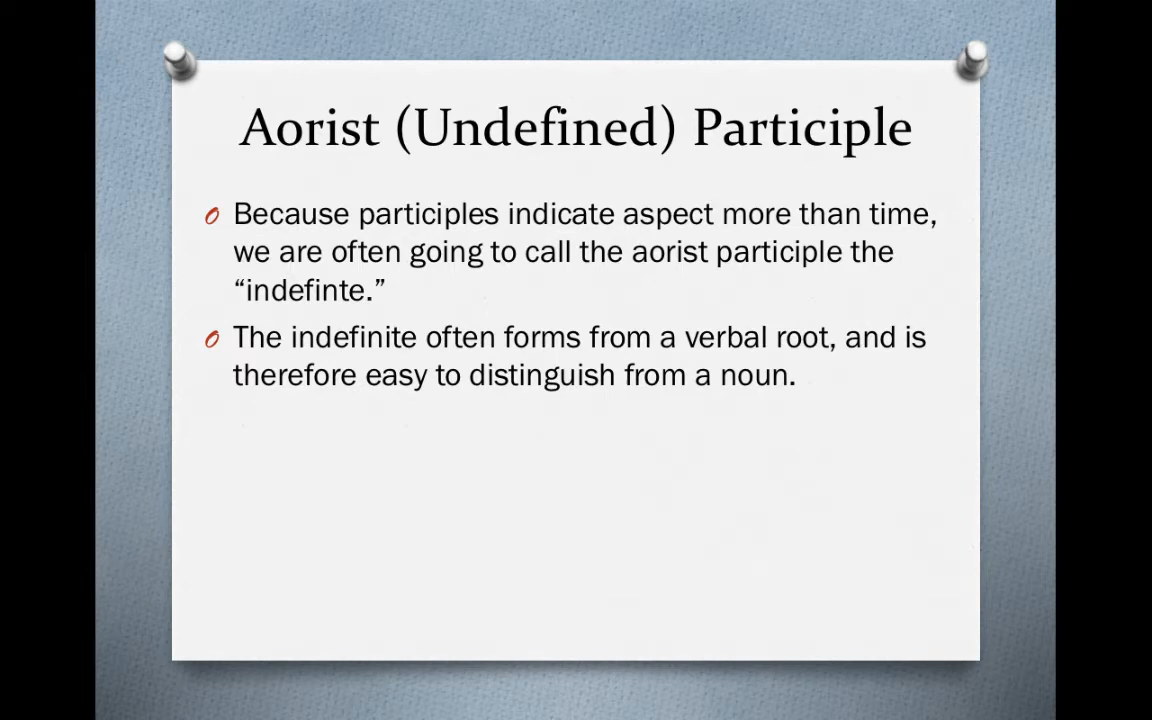 Aorist (Undefined) Participle
Because participles indicate aspect more than time,
we are often going to call the aorist participle the
“indefinte.”
The indefinite often forms from a verbal root, and is
therefore easy to distinguish from a noun.